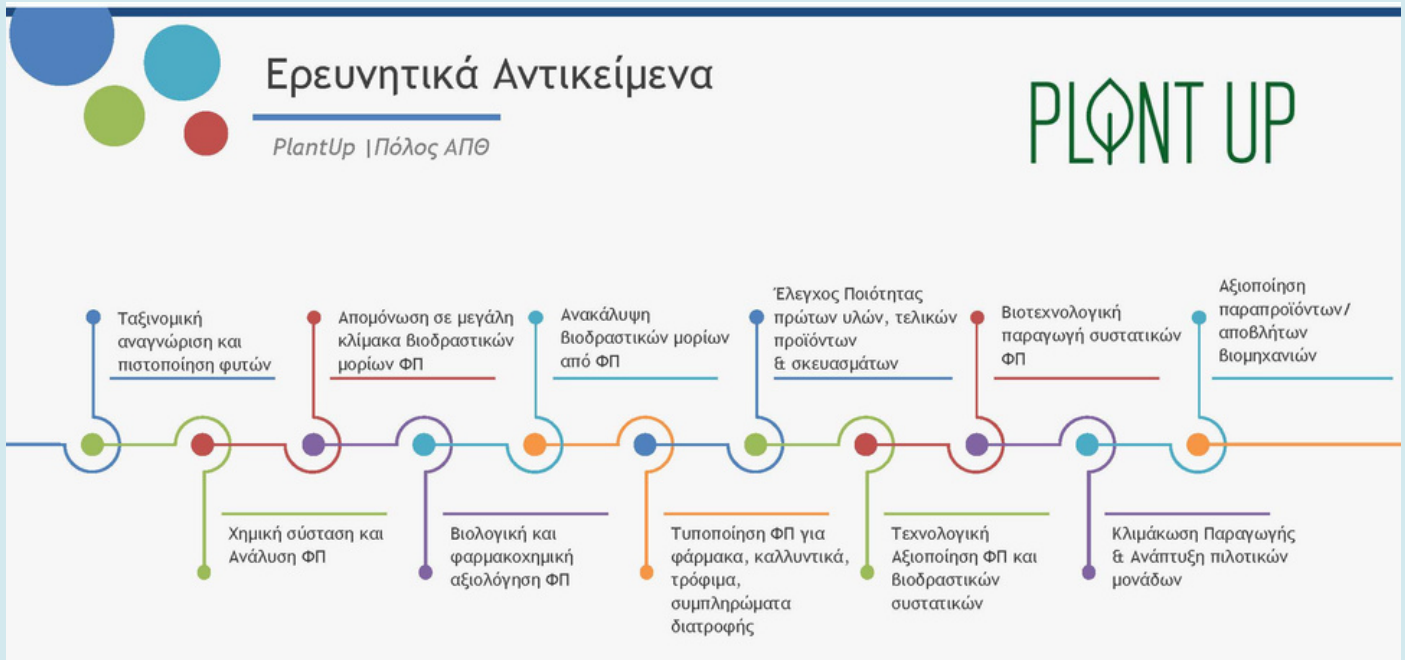 Ερευνητικά Αντικείμενα
PlantUp |Πόλος ΑΠΘ
PLANT UP
Ταξινομική
αναγνώριση και
πιστοποίηση φυτών
Χημική σύσταση και
Ανάλυση ΦΠ
Απομόνωση σε μεγάλη
κλίμακα βιοδραστικών
μορίων ΦΠ
Βιολογική και
φαρμακοχημική
αξιολόγηση ΦΠ
Ανακάλυψη
βιοδρακστικών μορίων
από ΦΠ
Τυποποίηση ΦΠ για
φάρμακα, καλλυντικά,
τρόφιμα,
συμπληρώματα
διατροφής
Έλεγχος Ποιότητας
πρώτων υλών, τελικών
προϊόντων
& σκευασμάτων
Τεχνολογική
Αξιοποίηση ΦΠ και
βιοδραστικών
συστατικών
Βιοτεχνολογική
παραγωγή συστατικών
ΦΠ
Κλιμάκωση Παραγωγής
& Ανάπτυξη πιλοτικών
μονάδων
Αξιοποίηση
παραπροϊόντων/
αποβλήτων
βιομηχανιών